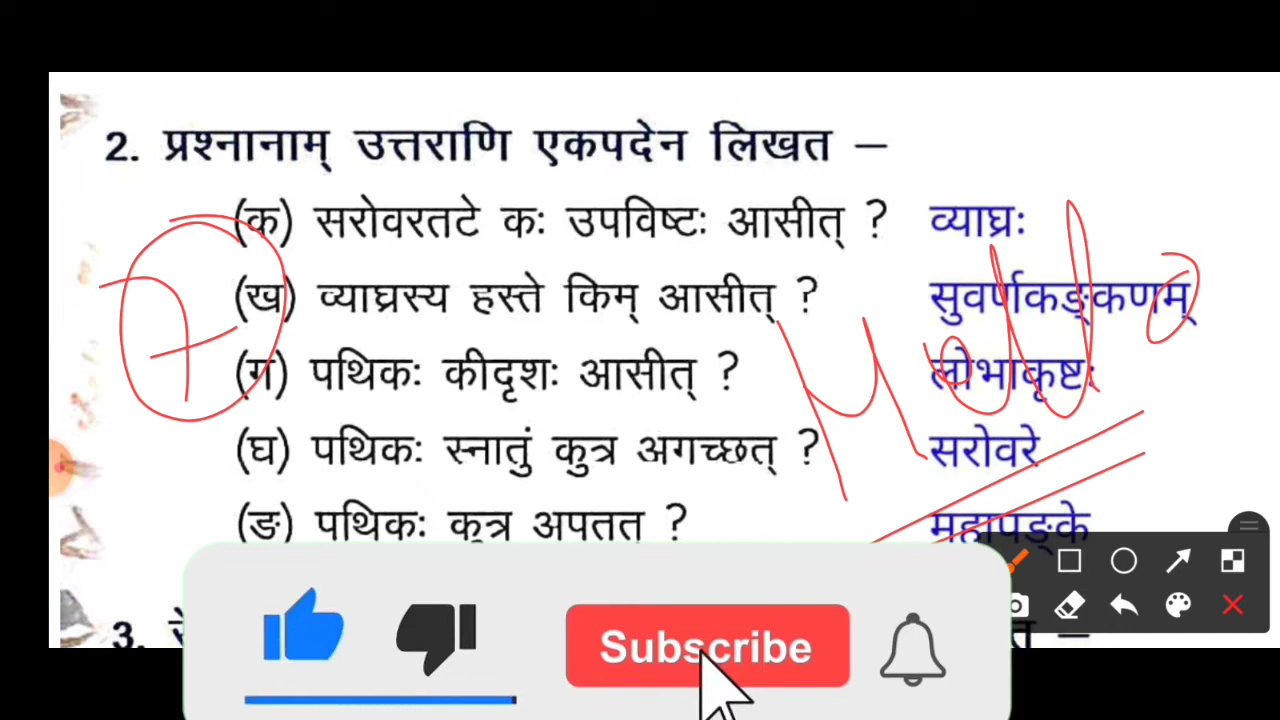 2. प्रश्नानाम् उत्तराणि एकपदेन लिखत –
(क) सरोवरतटे कः उपविष्टः आसीत् ? व्याघ्रः
(ख) व्याघ्रस्य हस्ते किम् आसीत् ? सुवर्णकङ्कणम्
(ग) पथिकः कीदृशः आसीत् ? लोभाकृष्टः
(घ) पथिकः स्नातुं कुत्र अगच्छत् ? सरोवरे
(ङ) पथिकः कुत्र अपतत् ? महापङ्के
3.
Subscribe